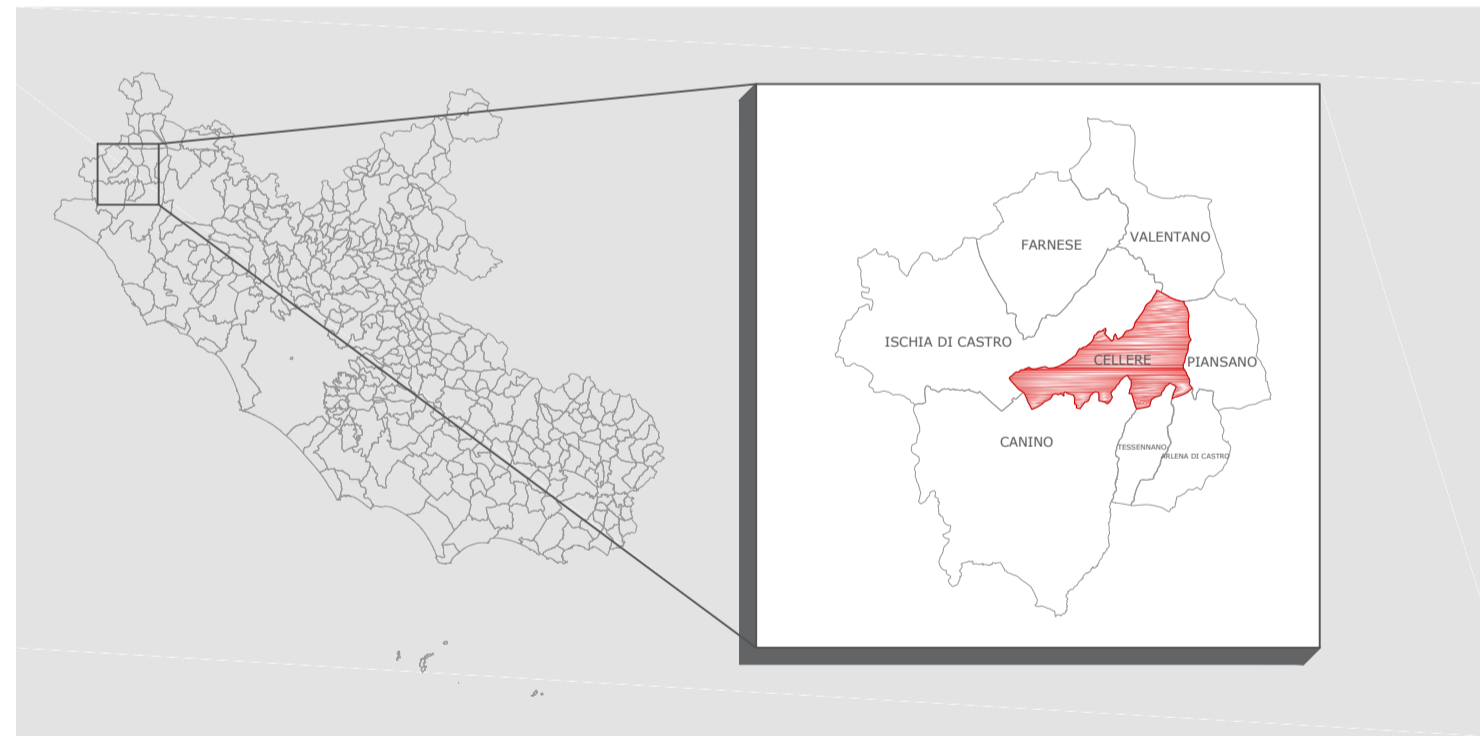 VALENTANO
FARNESE
ISCHIA DI CASTRO
CELLERE
PIANSANO
CANINO
TESSENNANO
ARLENA DI CASTRO